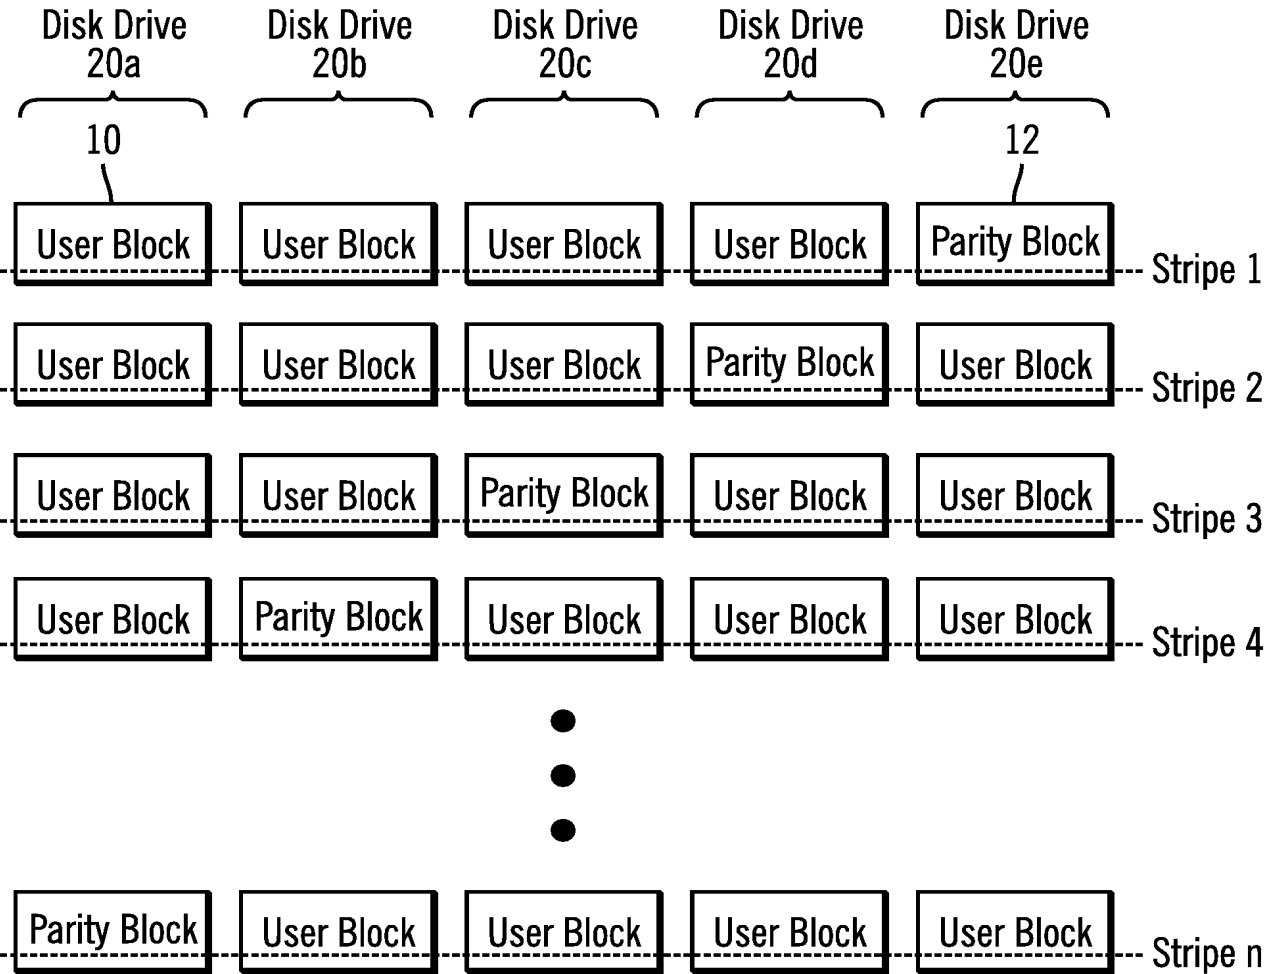 Disk Drive Disk Drive Disk Drive Disk Drive Disk Drive
20a 20b 20c 20d 20e
10 12
User Block User Block User Block User Block Parity Block Stripe 1
User Block User Block User Block Parity Block User Block Stripe 2
User Block User Block Parity Block User Block User Block Stripe 3
User Block Parity Block User Block User Block User Block Stripe 4
Parity Block User Block User Block User Block User Block Stripe n